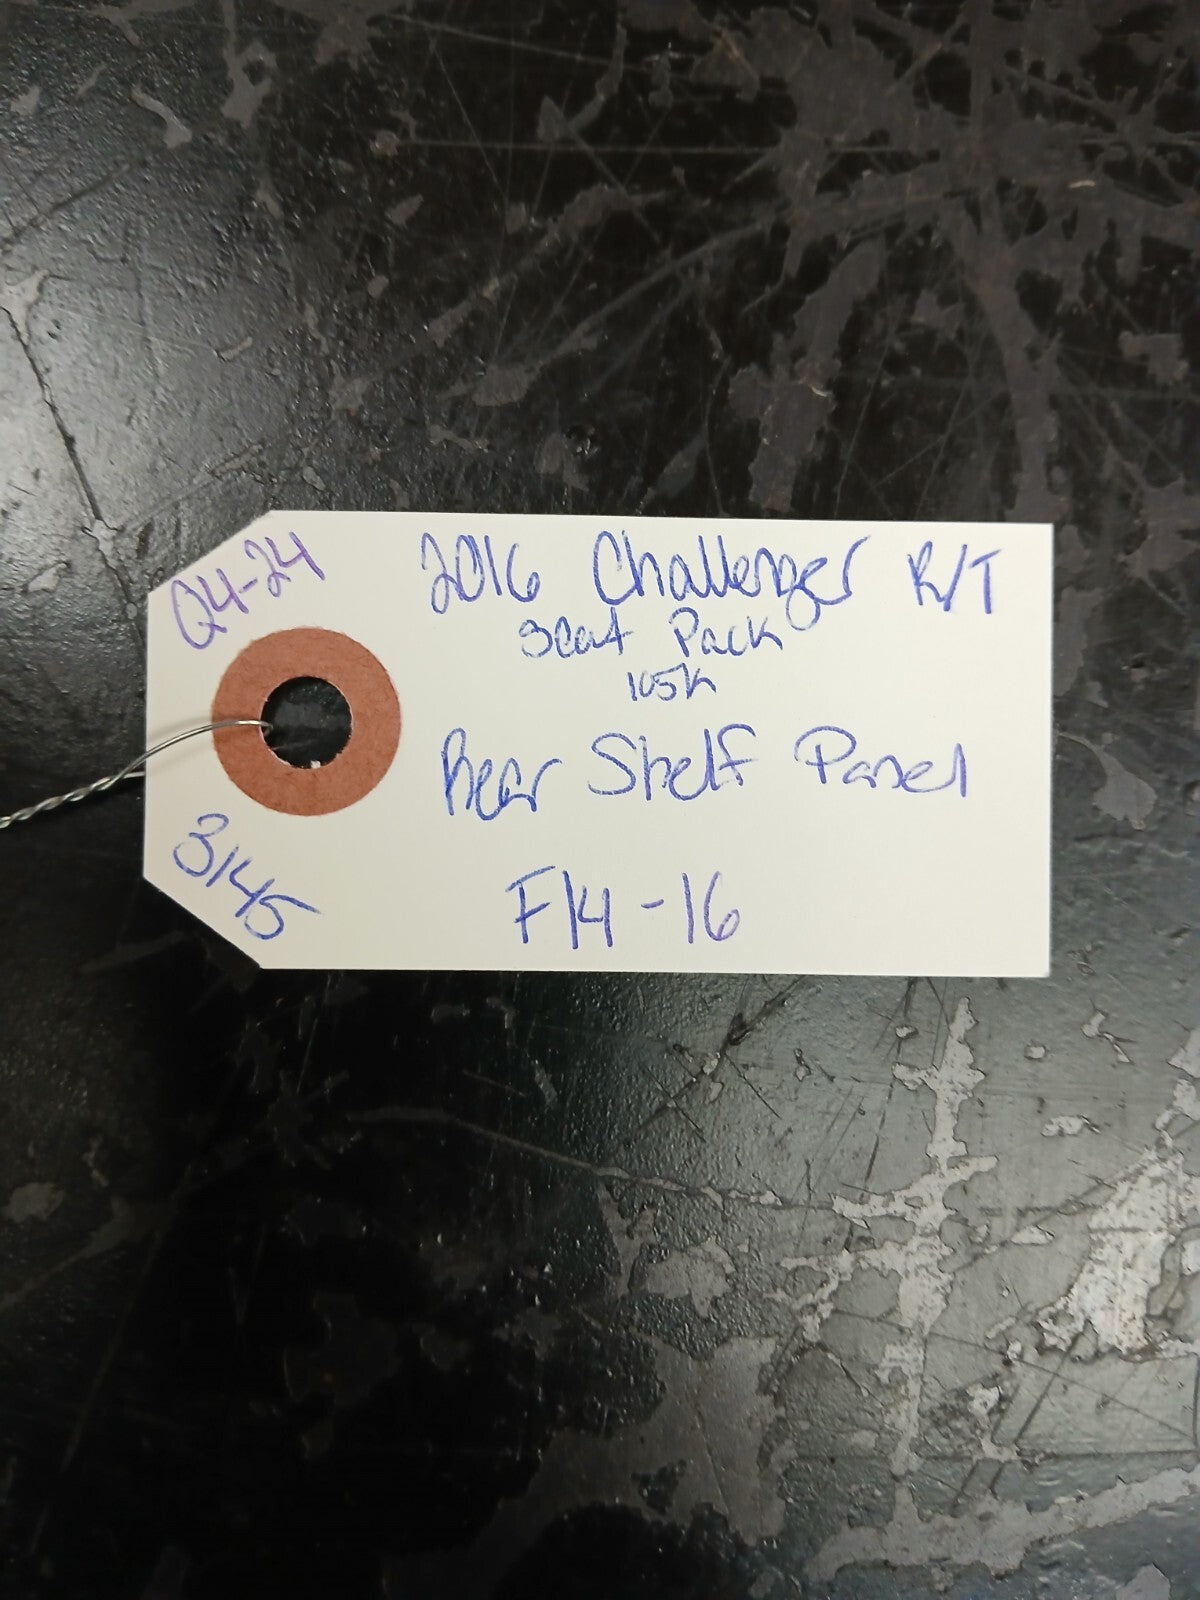 Q4-24
2016 Challenger R/T
Scat Pack
105K
Rear Shelf Panel
3145
F14-16